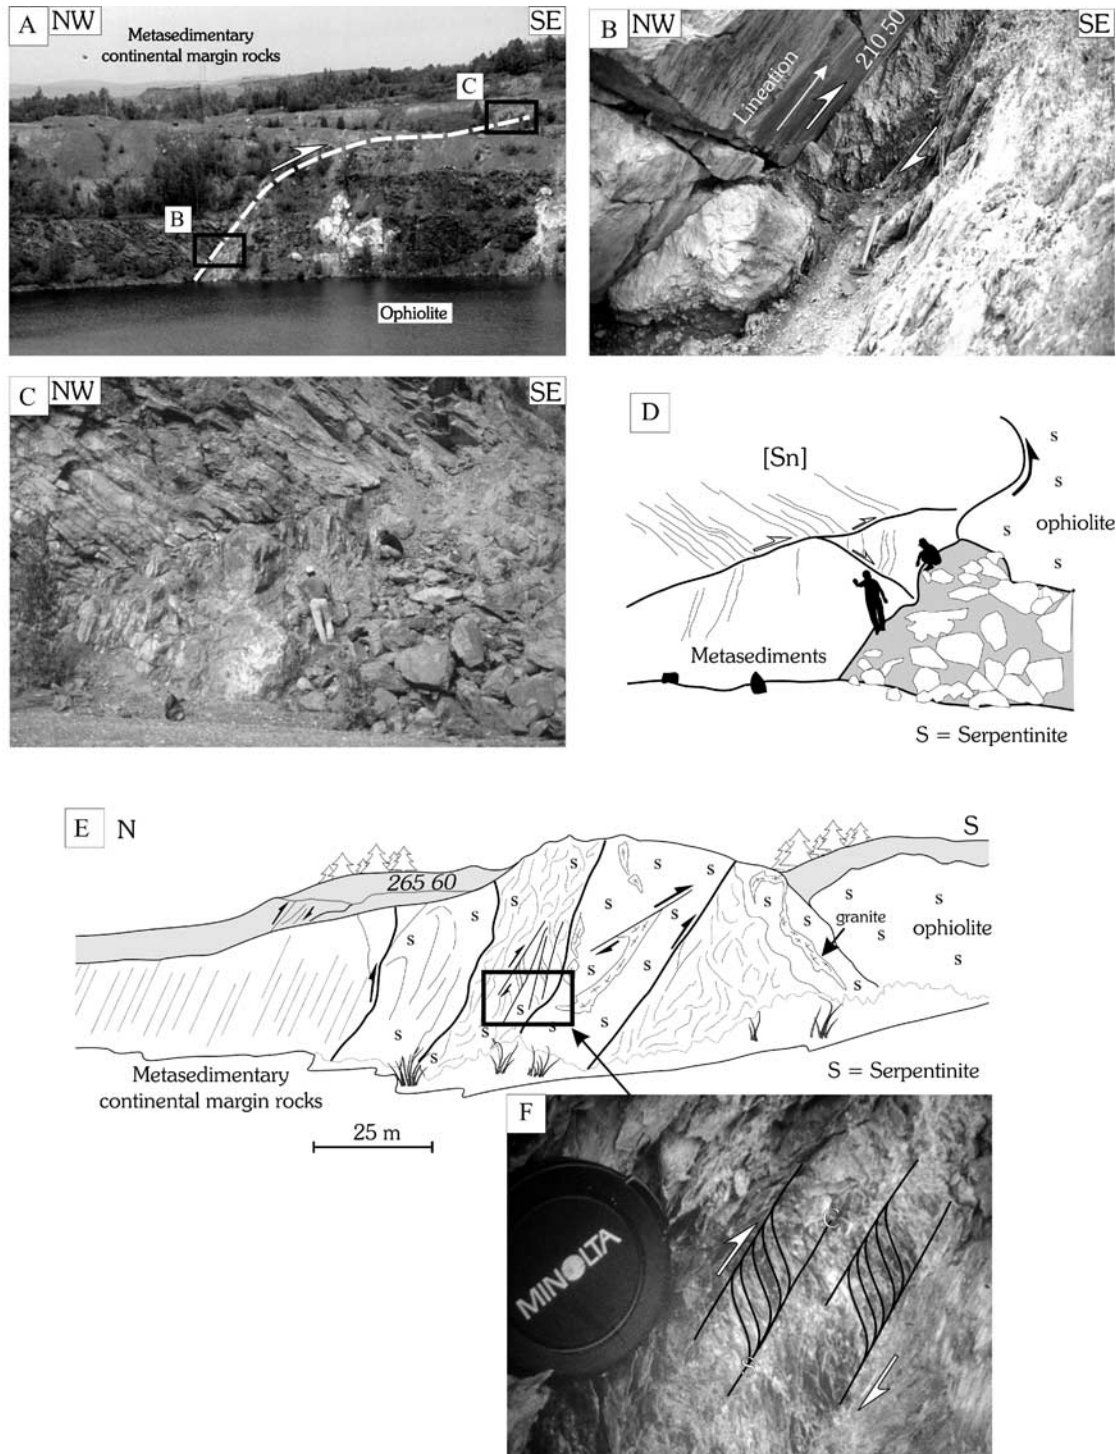 A NW
SE
Metasedimentary
continental margin rocks
C
B
Ophiolite
B NW
SE
Lineation
210 50
C NW
SE
D
[Sn]
s
s
s
ophiolite
s
Metasediments
S = Serpentinite
E N
S
265 60
s
s
s
s
s
s
s
s
s
granite
s
ophiolite
s
s
s
s
s
s
s
s
s
s
s
Metasedimentary
continental margin rocks
S = Serpentinite
25 m
F
C
MINOLTA
S